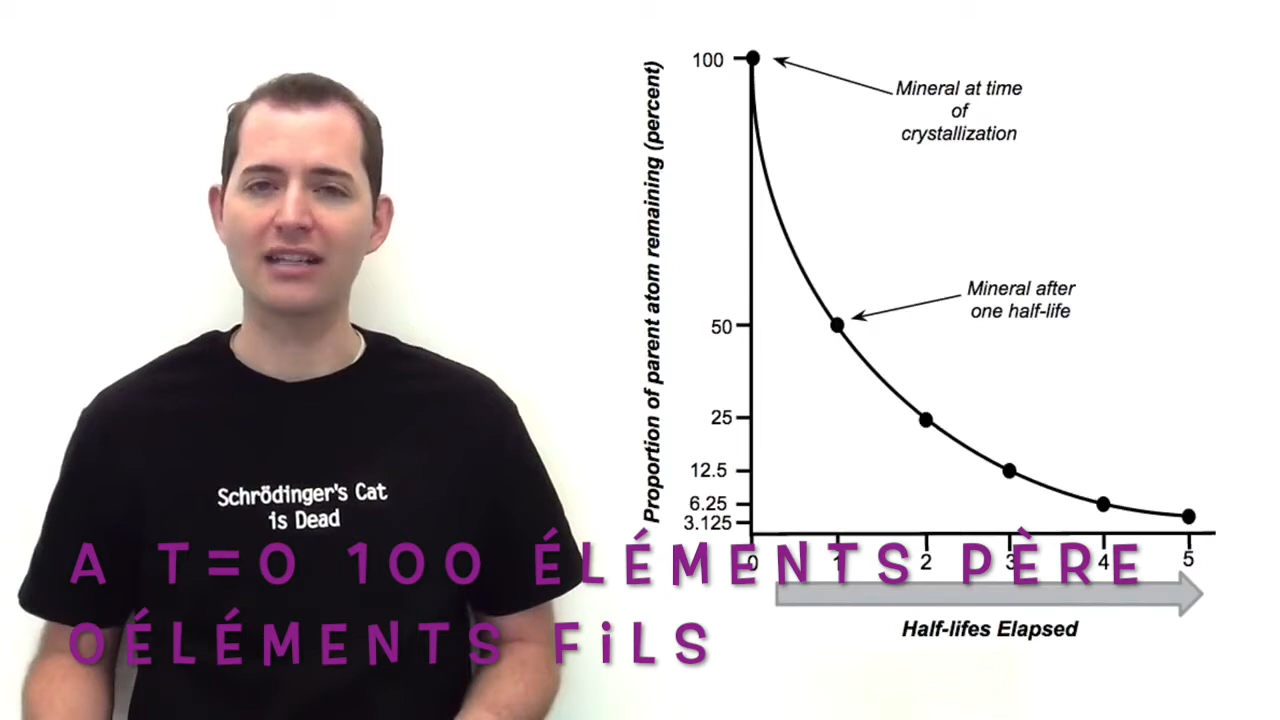 100
Mineral at time
of
crystallization
Proportion of parent atom remaining (percent)
Mineral after
one half-life
50
25
12.5
6.25
3.125
0 1 2 3 4 5
Half-lifes Elapsed
Schrödinger's Cat
is Dead
A T=0 100 ÉLÉMENTS PÈRE
0ÉLÉMENTS FiLS